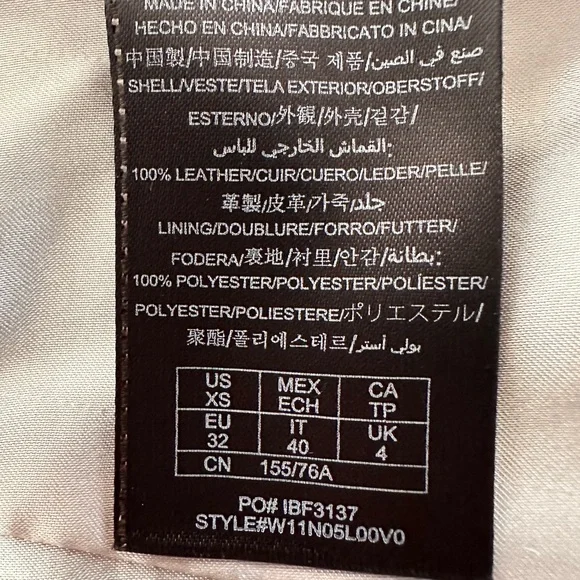 MADE IN CHINA/FABRIQUE EN CHINE/
HECHO EN CHINA/FABBRICATO IN CINA/
中国製/中国制造/중국 제품/صنع في الصين/
SHELL/VESTE/TELA EXTERIOR/OBERSTOFF/
ESTERNO/外観/外壳/겉감/
القماش الخارجي للباس:
100% LEATHER/CUIR/CUERO/LEDER/PELLE/
革製/皮革/가죽/جلد/
LINING/DOUBLURE/FORRO/FUTTER/
FODERA/裏地/衬里/안감/بطانة:
100% POLYESTER/POLYESTER/POLÍESTER/
POLYESTER/POLIESTERE/ポリエステル/
聚酯/폴리에스테르/بولي أستر/
US XS MEX ECH CA TP
EU 32 IT 40 UK 4
CN 155/76A
PO# IBF3137
STYLE#W11N05L00V0